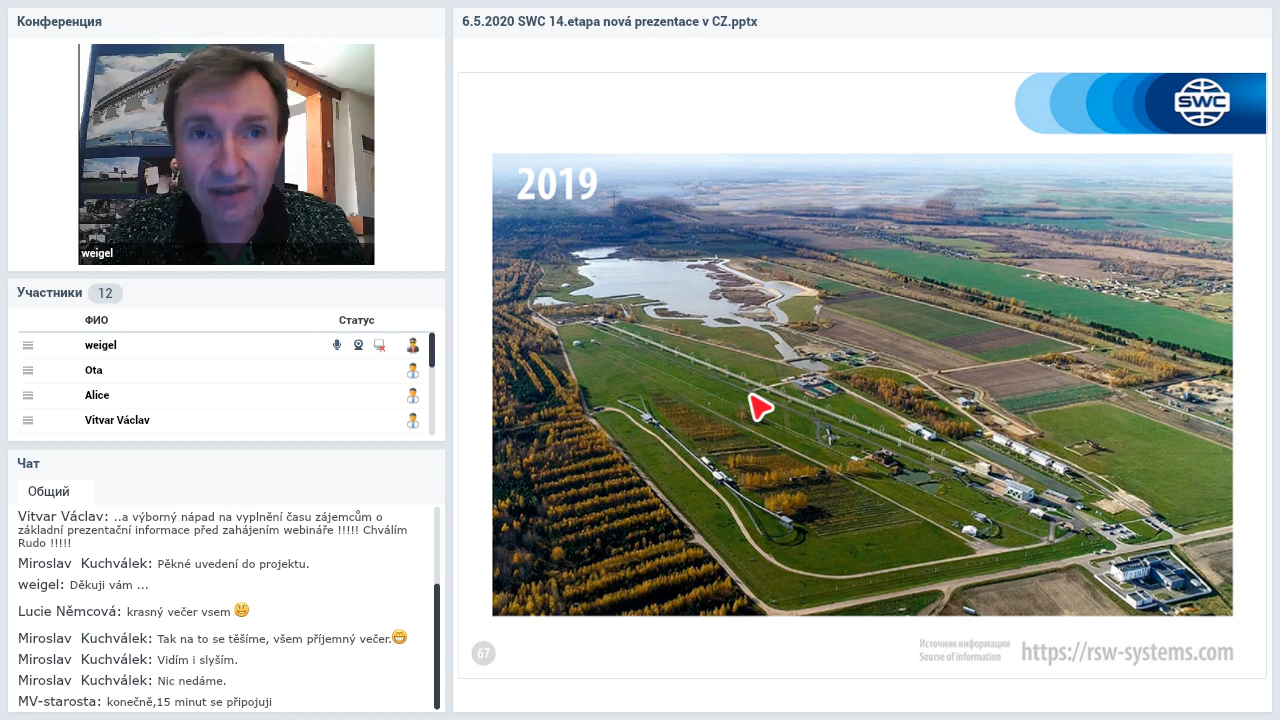 Конференция
weigel
Участники 12
ФИО Статус
weigel
Ota
Alice
Vitvar Václav
Чат
Общий
Vitvar Václav: ..a výborný nápad na vyplnění času zájemcům o
základní prezentační informace před zahájením webináře !!!!! Chválím
Rudo !!!!!
Miroslav Kuchválek: Pěkné uvedení do projektu.
weigel: Děkuji vám ...
Lucie Němcová: krasný večer vsem
Miroslav Kuchválek: Tak na to se těšíme, všem příjemný večer.
Miroslav Kuchválek: Vidím i slyším.
Miroslav Kuchválek: Nic nedáme.
MV-starosta: konečně,15 minut se připojuji
6.5.2020 SWC 14.etapa nová prezentace v CZ.pptx
SWC
2019
67
Источник информации
Sourse of information
https://rsw-systems.com